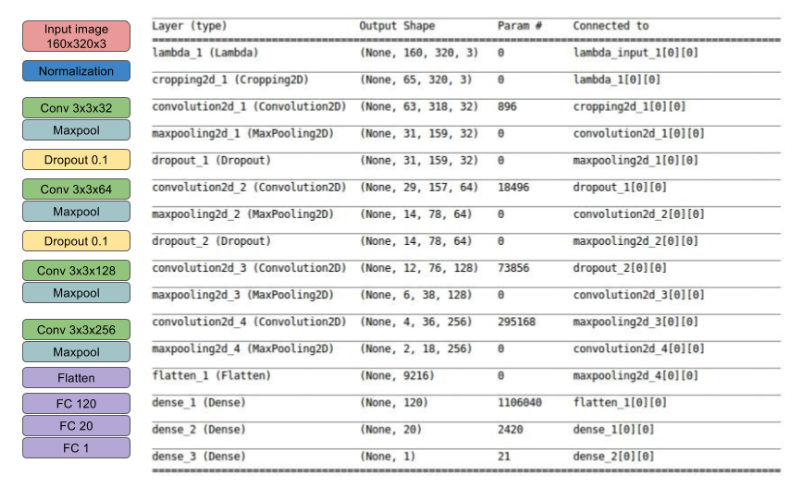 Input image
160x320x3
Normalization
Conv 3x3x32
Maxpool
Dropout 0.1
Conv 3x3x64
Maxpool
Dropout 0.1
Conv 3x3x128
Maxpool
Conv 3x3x256
Maxpool
Flatten
FC 120
FC 20
FC 1
Layer (type) Output Shape Param # Connected to
lambda_1 (Lambda) (None, 160, 320, 3) 0 lambda_input_1[0][0]
cropping2d_1 (Cropping2D) (None, 65, 320, 3) 0 lambda_1[0][0]
convolution2d_1 (Convolution2D) (None, 63, 318, 32) 896 cropping2d_1[0][0]
maxpooling2d_1 (MaxPooling2D) (None, 31, 159, 32) 0 convolution2d_1[0][0]
dropout_1 (Dropout) (None, 31, 159, 32) 0 maxpooling2d_1[0][0]
convolution2d_2 (Convolution2D) (None, 29, 157, 64) 18496 dropout_1[0][0]
maxpooling2d_2 (MaxPooling2D) (None, 14, 78, 64) 0 convolution2d_2[0][0]
dropout_2 (Dropout) (None, 14, 78, 64) 0 maxpooling2d_2[0][0]
convolution2d_3 (Convolution2D) (None, 12, 76, 128) 73856 dropout_2[0][0]
maxpooling2d_3 (MaxPooling2D) (None, 6, 38, 128) 0 convolution2d_3[0][0]
convolution2d_4 (Convolution2D) (None, 4, 36, 256) 295168 maxpooling2d_3[0][0]
maxpooling2d_4 (MaxPooling2D) (None, 2, 18, 256) 0 convolution2d_4[0][0]
flatten_1 (Flatten) (None, 9216) 0 maxpooling2d_4[0][0]
dense_1 (Dense) (None, 120) 1106040 flatten_1[0][0]
dense_2 (Dense) (None, 20) 2420 dense_1[0][0]
dense_3 (Dense) (None, 1) 21 dense_2[0][0]